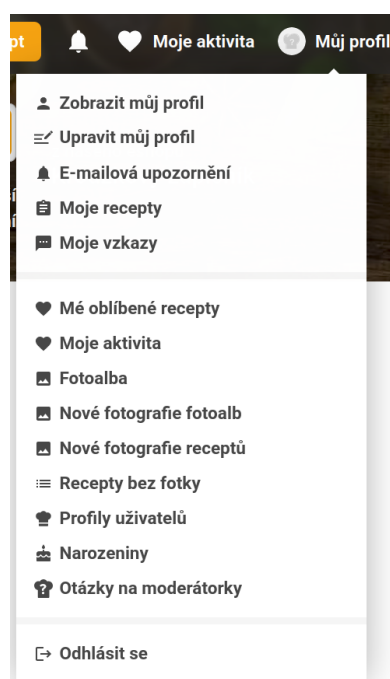 Moje aktivita
Můj profil
Zobrazit můj profil
Upravit můj profil
E-mailová upozornění
Moje recepty
Moje vzkazy
Mé oblíbené recepty
Moje aktivita
Fotoalba
Nové fotografie fotoalb
Nové fotografie receptů
Recepty bez fotky
Profily uživatelů
Narozeniny
Otázky na moderátorky
Odhlásit se